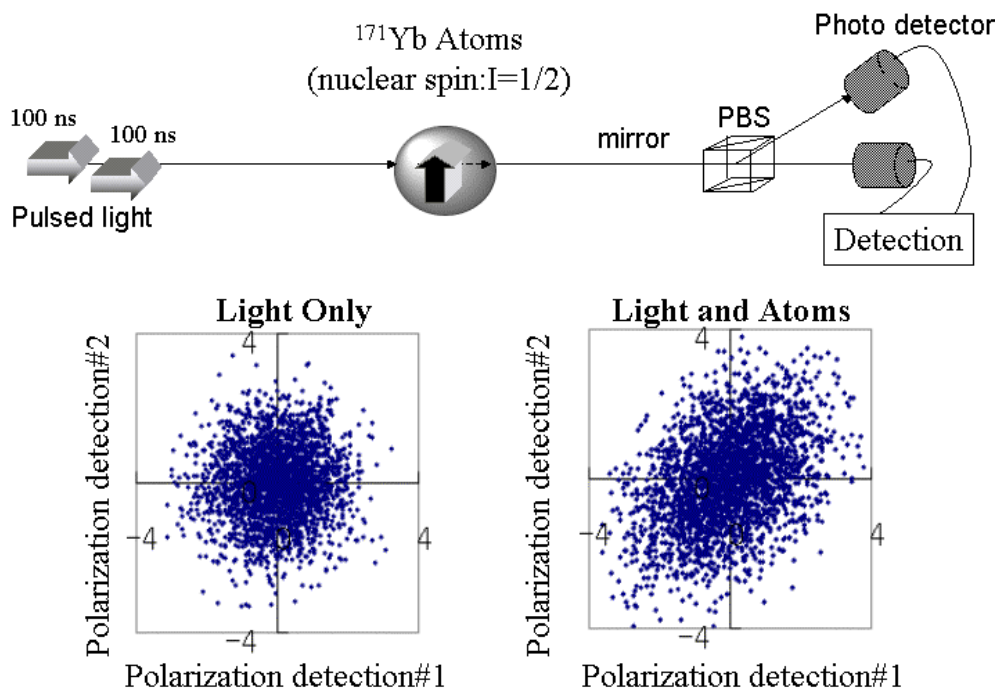 ¹⁷¹Yb Atoms
(nuclear spin:I=1/2)
Photo detector
100 ns
100 ns
mirror
PBS
Pulsed light
Detection
Light Only
Light and Atoms
Polarization detection#2
4
0
0
−4
4
−4
Polarization detection#1
Polarization detection#2
4
0
0
−4
4
−4
Polarization detection#1